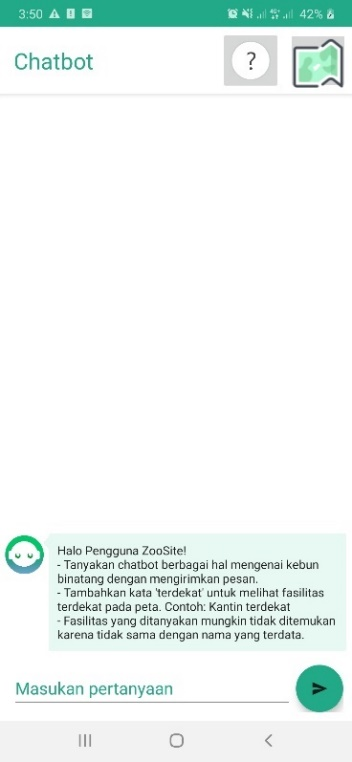 3:50
42%
Chatbot
?
Halo Pengguna ZooSite!
- Tanyakan chatbot berbagai hal mengenai kebun
binatang dengan mengirimkan pesan.
- Tambahkan kata 'terdekat' untuk melihat fasilitas
terdekat pada peta. Contoh: Kantin terdekat
- Fasilitas yang ditanyakan mungkin tidak ditemukan
karena tidak sama dengan nama yang terdata.
Masukan pertanyaan